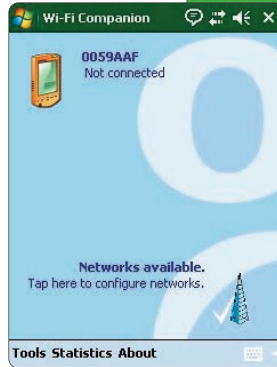 Wi-Fi Companion
0059AAF
Not connected
Networks available.
Tap here to configure networks.
Tools Statistics About